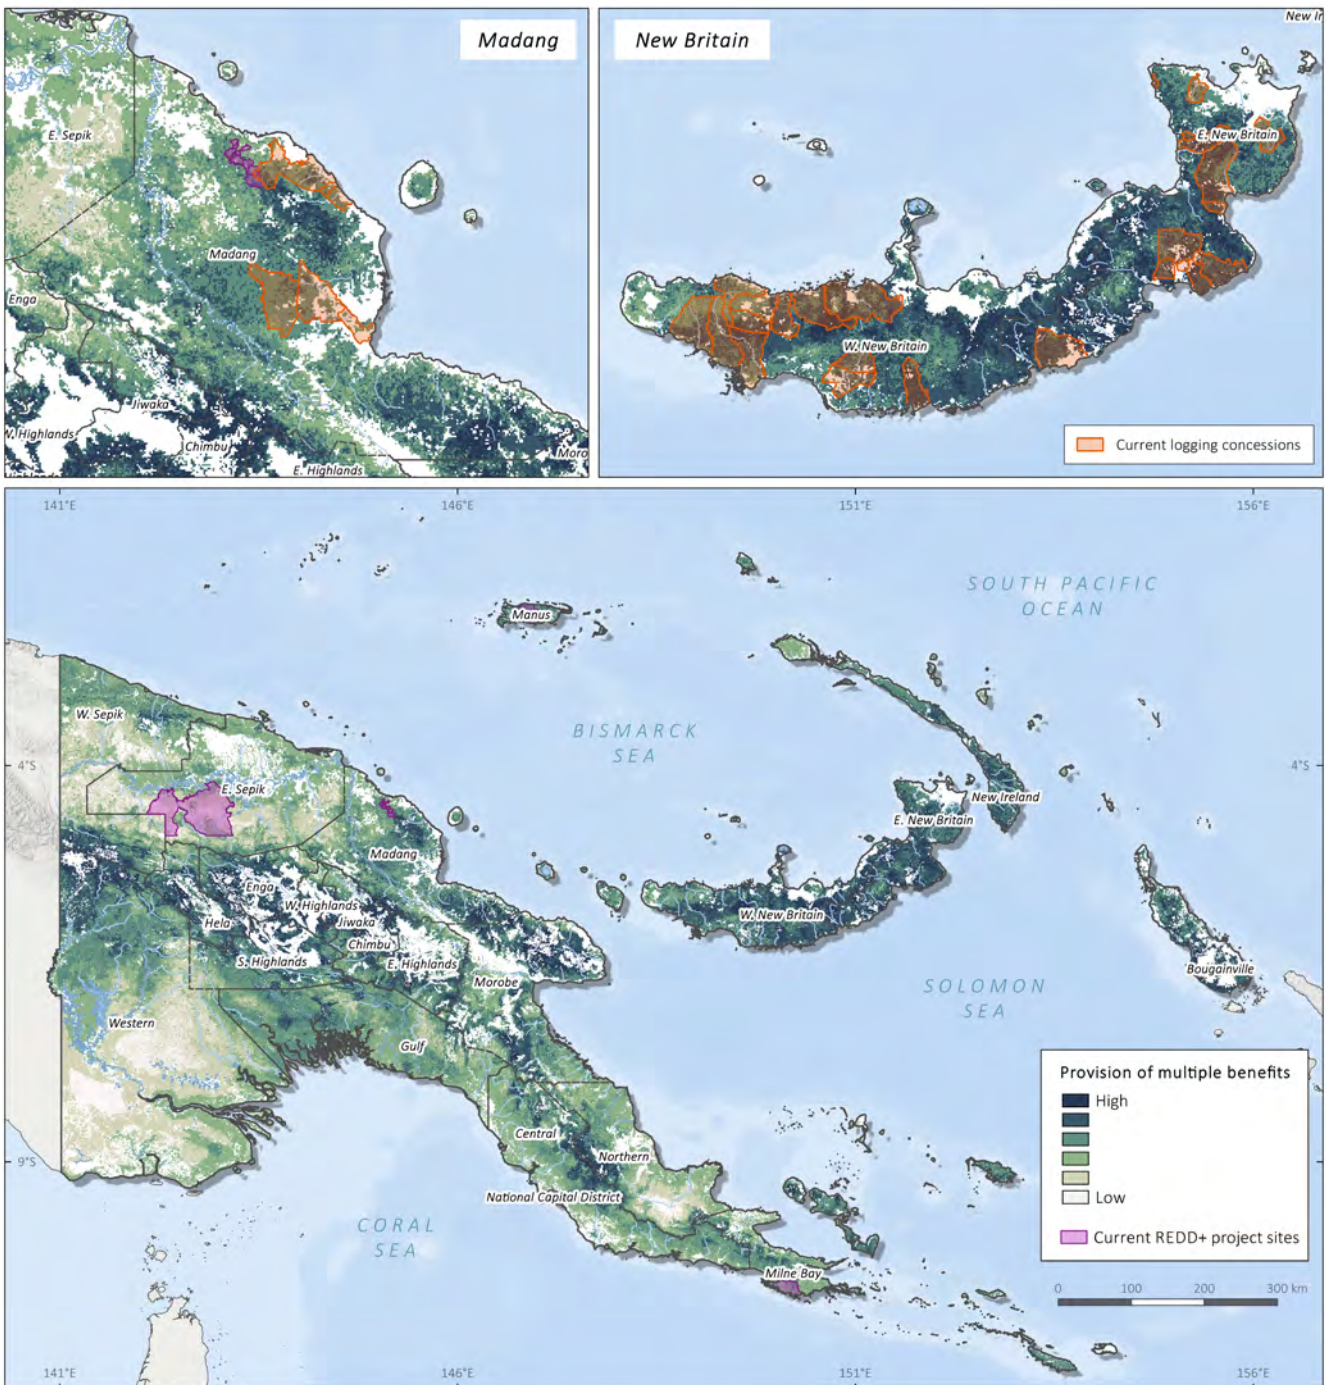 Madang
E. Sepik
Madang
Enga
Jiwaka
W. Highlands
Chimbu
E. Highlands
Moro
New Britain
New Ir
E. New Britain
W. New Britain
Current logging concessions
141°E
146°E
151°E
156°E
SOUTH PACIFIC
OCEAN
Manus
BISMARCK
SEA
W. Sepik
4°S
4°S
E. Sepik
New Ireland
E. New Britain
Madang
Enga
W. Highlands
Hela
Jiwaka
Chimbu
W. New Britain
S. Highlands
E. Highlands
Bougainville
Morobe
SOLOMON
SEA
Western
Gulf
Central
Northern
9°S
National Capital District
CORAL
SEA
Milne Bay
Provision of multiple benefits
High
Low
Current REDD+ project sites
0 100 200 300 km
141°E
146°E
151°E
156°E